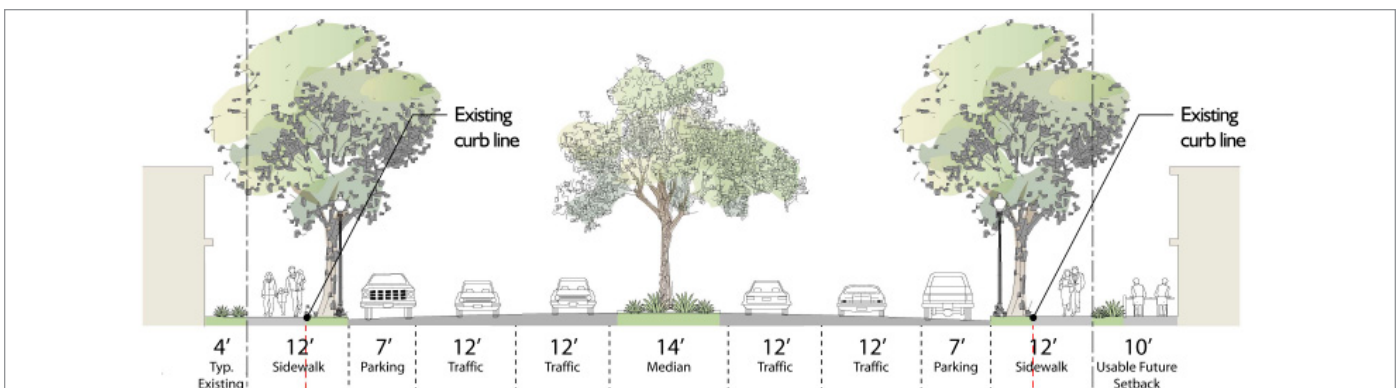 Existing
curb line
Existing
curb line
4’ 12’ 7’ 12’ 12’ 14’ 12’ 12’ 7’ 12’ 10’
Typ. Sidewalk Parking Traffic Traffic Median Traffic Traffic Parking Sidewalk Usable Future
Existing Setback